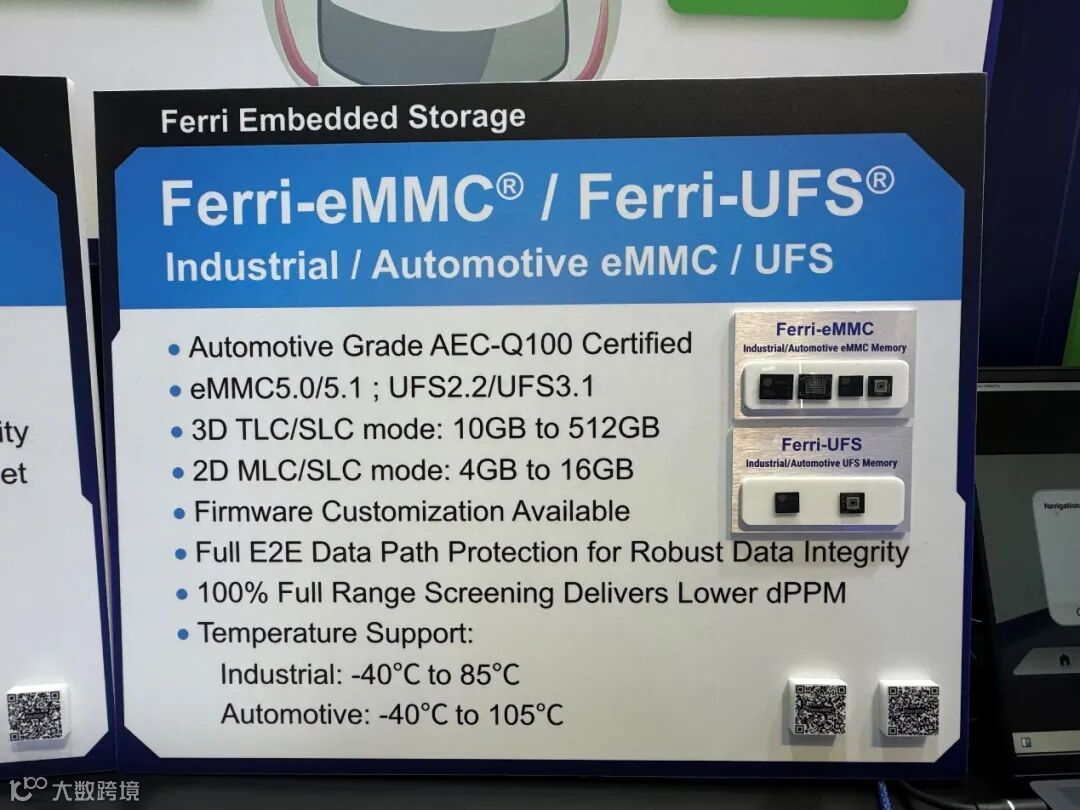 Ferri Embedded Storage
Ferri-eMMC® / Ferri-UFS®
Industrial / Automotive eMMC / UFS
• Automotive Grade AEC-Q100 Certified
• eMMC5.0/5.1 ; UFS2.2/UFS3.1
• 3D TLC/SLC mode: 10GB to 512GB
• 2D MLC/SLC mode: 4GB to 16GB
• Firmware Customization Available
• Full E2E Data Path Protection for Robust Data Integrity
• 100% Full Range Screening Delivers Lower dPPM
• Temperature Support:
Industrial: -40°C to 85°C
Automotive: -40°C to 105°C
Ferri-eMMC
Industrial/Automotive eMMC Memory
Ferri-UFS
Industrial/Automotive UFS Memory
ity
et
Navigation
大数跨境